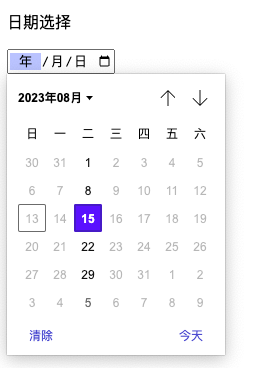 日期选择
年/月/日
2023年08月
日 一 二 三 四 五 六
30 31 1 2 3 4 5
6 7 8 9 10 11 12
13 14 15 16 17 18 19
20 21 22 23 24 25 26
27 28 29 30 31 1 2
3 4 5 6 7 8 9
清除 今天